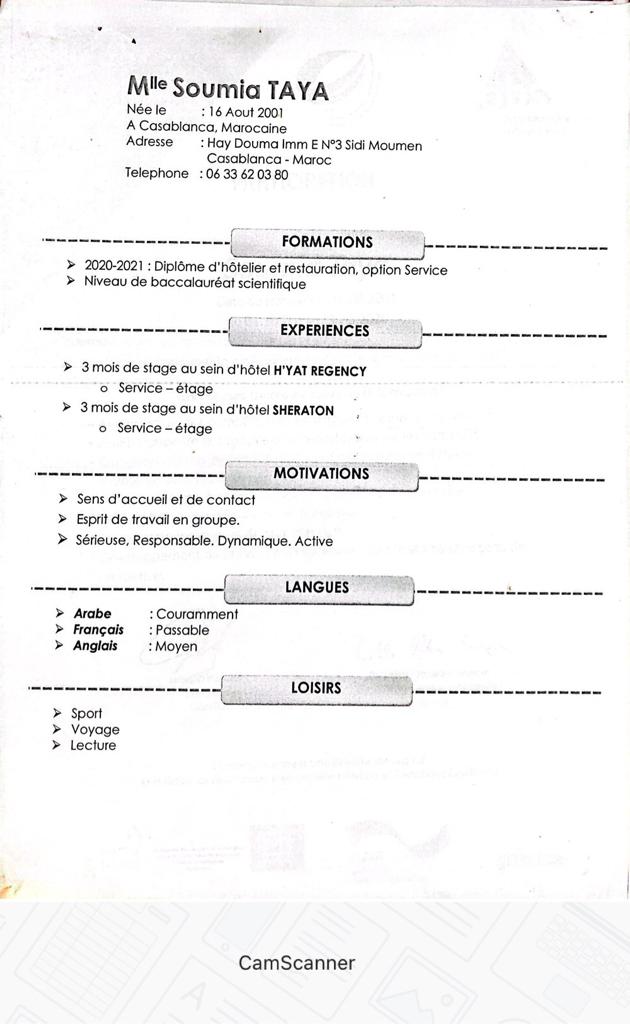 Mlle Soumia TAYA
Née le : 16 Aout 2001
A Casablanca, Marocaine
Adresse : Hay Douma Imm E N°3 Sidi Moumen
Casablanca - Maroc
Telephone : 06 33 62 03 80
FORMATIONS
➢ 2020-2021 : Diplôme d'hôtelier et restauration, option Service
➢ Niveau de baccalauréat scientifique
EXPERIENCES
➢ 3 mois de stage au sein d'hôtel H'YAT REGENCY
o Service – étage
➢ 3 mois de stage au sein d'hôtel SHERATON
o Service – étage
MOTIVATIONS
➢ Sens d'accueil et de contact
➢ Esprit de travail en groupe.
➢ Sérieuse, Responsable. Dynamique. Active
LANGUES
➢ Arabe : Couramment
➢ Français : Passable
➢ Anglais : Moyen
LOISIRS
➢ Sport
➢ Voyage
➢ Lecture
CamScanner